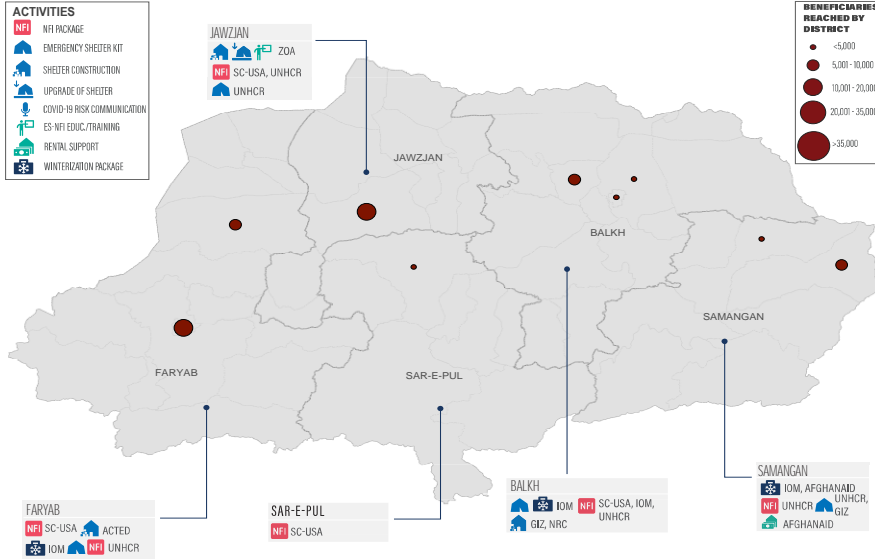 ACTIVITIES
NFI NFI PACKAGE
EMERGENCY SHELTER KIT
SHELTER CONSTRUCTION
UPGRADE OF SHELTER
COVID-19 RISK COMMUNICATION
ES-NFI EDUC./TRAINING
RENTAL SUPPORT
WINTERIZATION PACKAGE
JAWZJAN
ZOA
NFI SC-USA, UNHCR
UNHCR
BENEFICIARIES
REACHED BY
DISTRICT
<5,000
5,001 - 10,000
10,001 - 20,000
20,001 - 35,000
>35,000
JAWZJAN
BALKH
SAMANGAN
FARYAB
SAR-E-PUL
FARYAB
NFI SC-USA ACTED
IOM NFI UNHCR
SAR-E-PUL
NFI SC-USA
BALKH
IOM NFI SC-USA, IOM,
UNHCR
GIZ, NRC
SAMANGAN
IOM, AFGHANAID
NFI UNHCR UNHCR,
GIZ
AFGHANAID